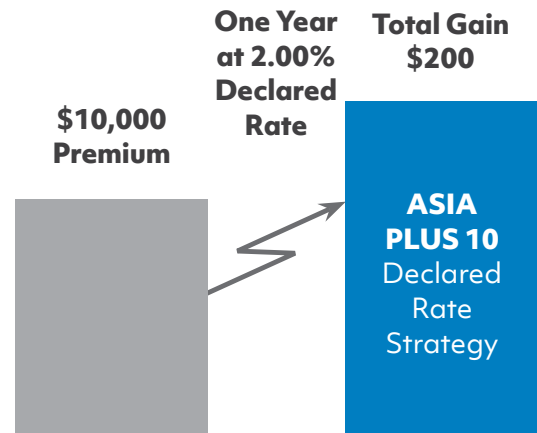 $10,000
Premium
One Year
at 2.00%
Declared
Rate
Total Gain
$200
ASIA
PLUS 10
Declared
Rate
Strategy